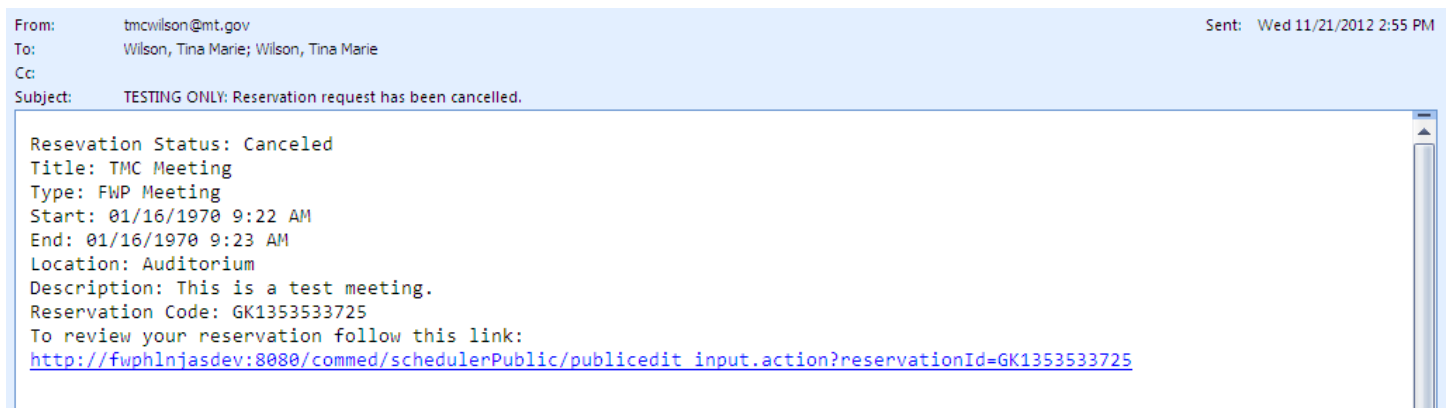 From: tmcwilson@mt.gov Sent: Wed 11/21/2012 2:55 PM
To: Wilson, Tina Marie; Wilson, Tina Marie
Cc:
Subject: TESTING ONLY: Reservation request has been cancelled.
Resevation Status: Canceled
Title: TMC Meeting
Type: FWP Meeting
Start: 01/16/1970 9:22 AM
End: 01/16/1970 9:23 AM
Location: Auditorium
Description: This is a test meeting.
Reservation Code: GK1353533725
To review your reservation follow this link:
http://fwphlnjasdev:8080/commed/schedulerPublic/publicedit_input.action?reservationId=GK1353533725